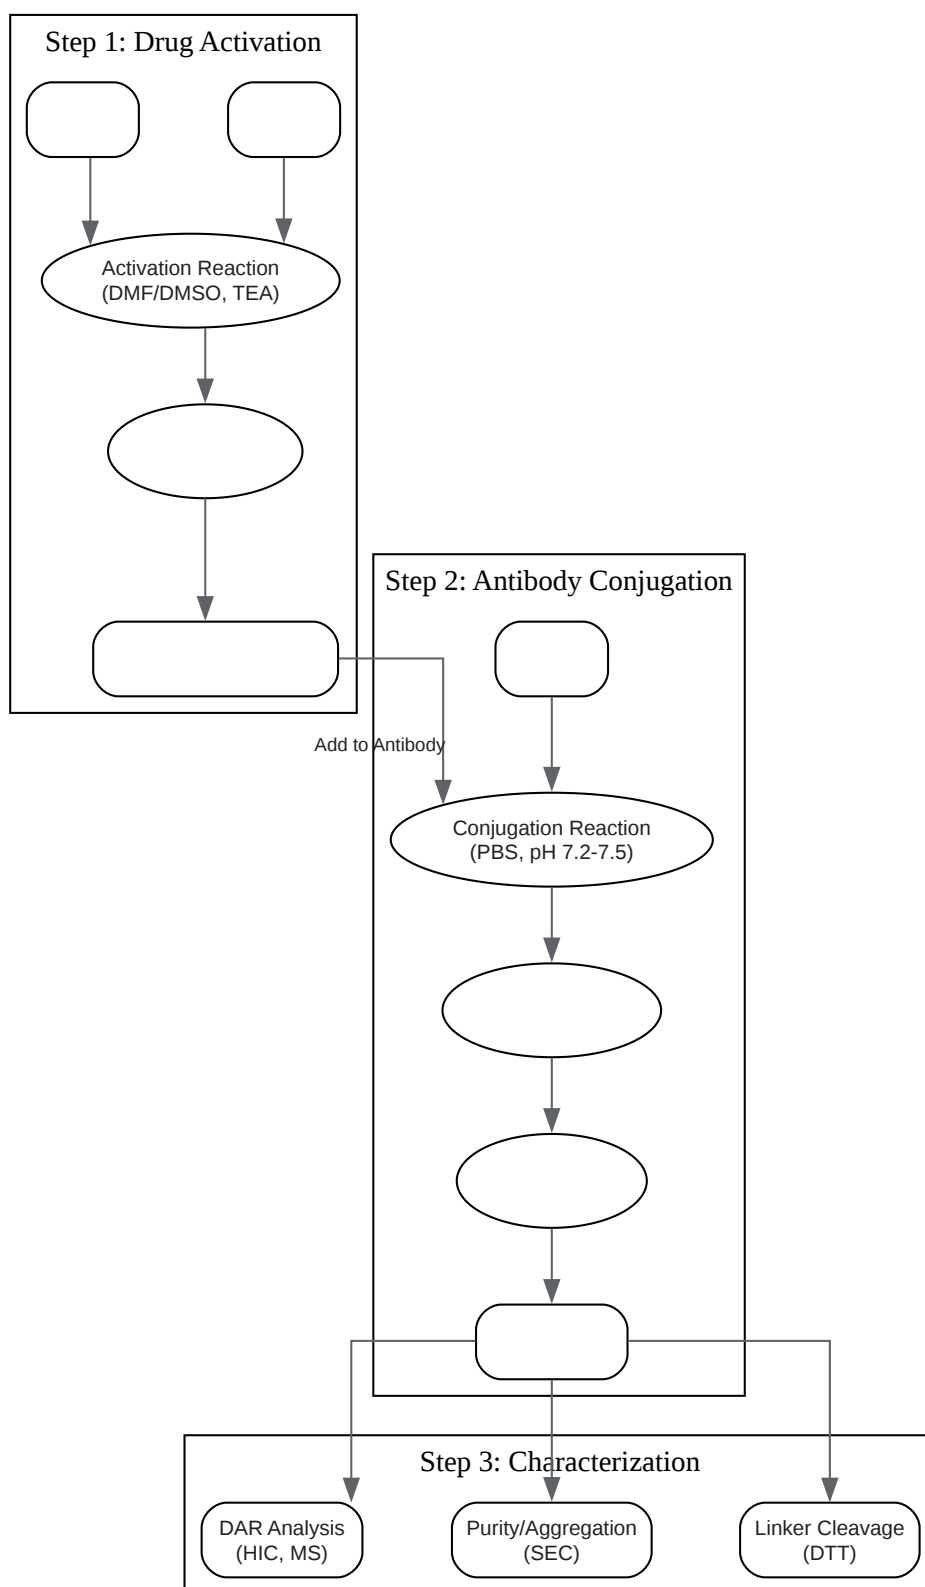 Step 1: Drug Activation
Activation Reaction
(DMF/DMSO, TEA)
Step 2: Antibody Conjugation
Add to Antibody
Conjugation Reaction
(PBS, pH 7.2-7.5)
Step 3: Characterization
DAR Analysis
(HIC, MS)
Purity/Aggregation
(SEC)
Linker Cleavage
(DTT)